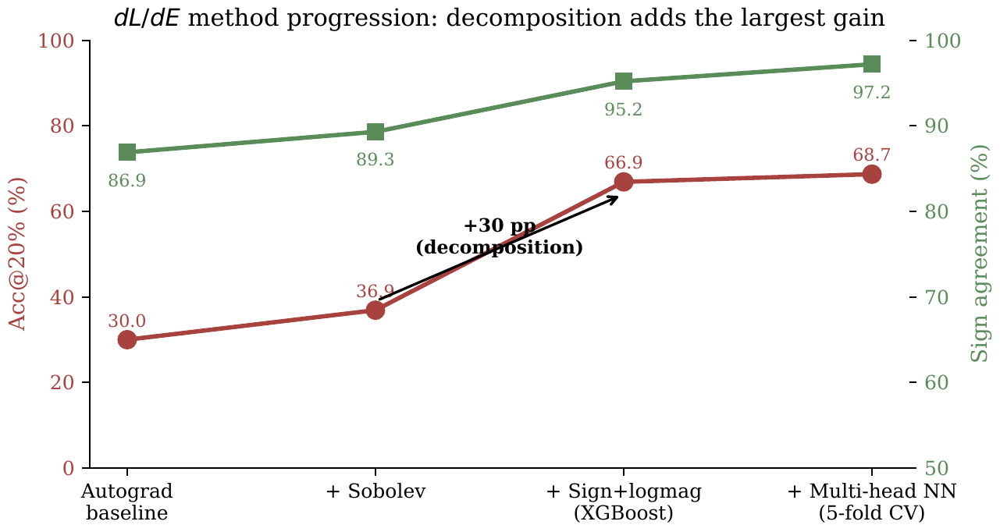 dL/dE method progression: decomposition adds the largest gain
Acc@20% (%)
100
80
60
40
20
0
86.9
89.3
95.2
97.2
30.0
36.9
66.9
68.7
+30 pp
(decomposition)
100
90
80
70
60
50
Sign agreement (%)
Autograd
baseline
+ Sobolev
+ Sign+logmag
(XGBoost)
+ Multi-head NN
(5-fold CV)